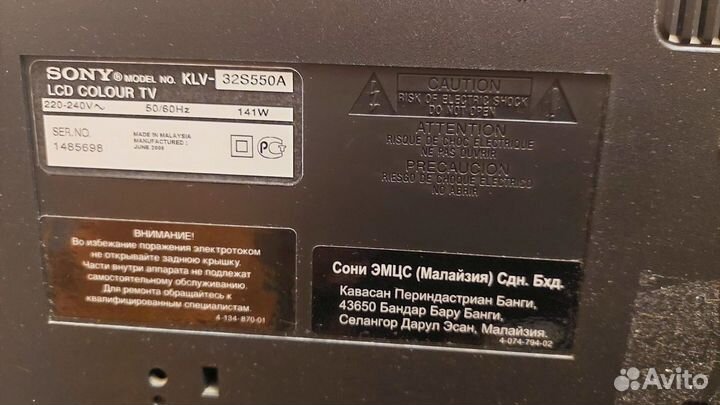 SONY® MODEL NO. KLV-32S550A
LCD COLOUR TV
220-240V~ 50/60Hz 141W
SER.NO.
1485698
MADE IN MALAYSIA
MANUFACTURED :
JUNE 2009
РС
CAUTION
RISK OF ELECTRIC SHOCK
DO NOT OPEN
ATTENTION
RISQUE DE CHOC ELECTRIQUE
NE PAS OUVRIR
PRECAUCION
RIESGO DE CHOQUE ELECTRICO
NO ABRIR
ВНИМАНИЕ!
Во избежание поражения электротоком
не открывайте заднюю крышку.
Части внутри аппарата не подлежат
самостоятельному обслуживанию.
Для ремонта обращайтесь к
квалифицированным специалистам.
4-134-870-01
Сони ЭМЦС (Малайзия) Сдн. Бхд.
Кавасан Периндастриан Банги,
43650 Бандар Бару Банги,
Селангор Дарул Эсан, Малайзия.
4-074-794-02
Avito